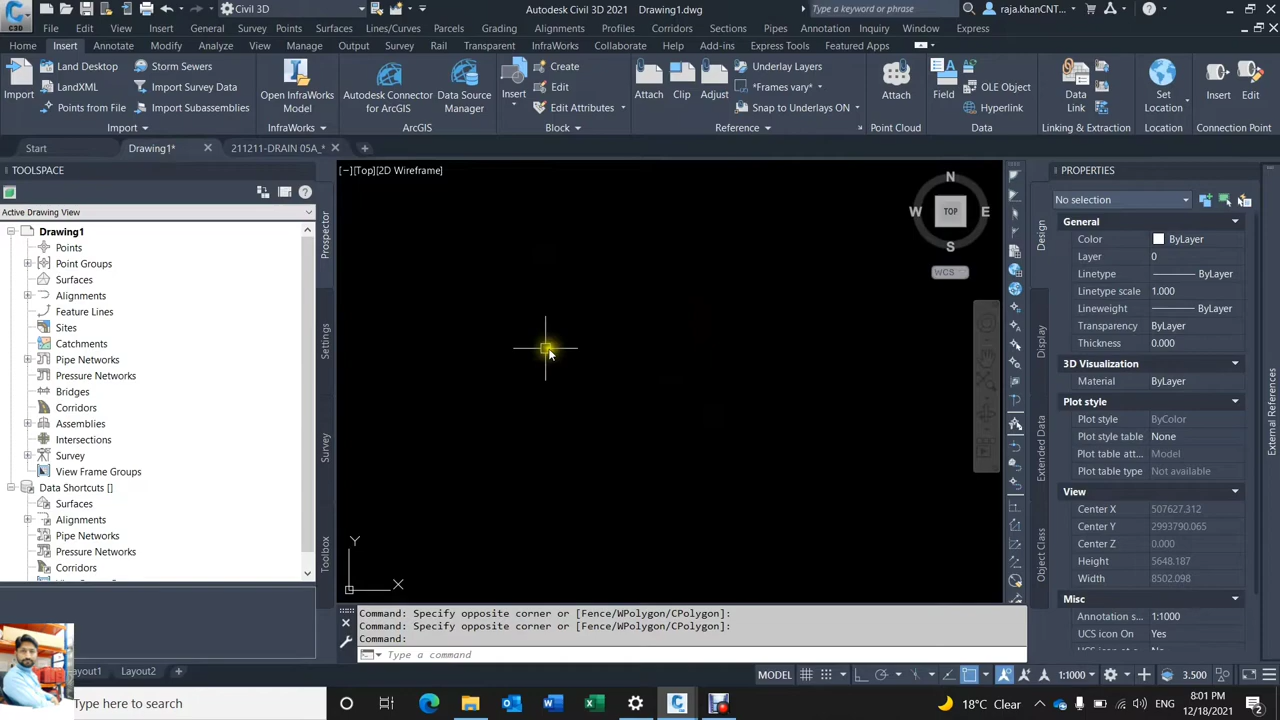 Civil 3D
Autodesk Civil 3D 2021 Drawing1.dwg
Type a keyword or phrase
raja.khanCNT...
C3D
File Edit View Insert General Survey Points Surfaces Lines/Curves Parcels Grading Alignments Profiles Corridors Sections Pipes Annotation Inquiry Window Express
Home Insert Annotate Modify Analyze View Manage Output Survey Rail Transparent InfraWorks Collaborate Help Add-ins Express Tools Featured Apps
Import
Land Desktop
LandXML
Points from File
Storm Sewers
Import Survey Data
Import Subassemblies
Import
Open InfraWorks
Model
InfraWorks
Autodesk Connector
for ArcGIS
Data Source
Manager
ArcGIS
Insert
Create
Edit
Edit Attributes
Block
Attach
Clip
Adjust
Underlay Layers
*Frames vary*
Snap to Underlays ON
Reference
Attach
Point Cloud
Field
OLE Object
Hyperlink
Data
Data
Link
Linking & Extraction
Set
Location
Location
Insert
Edit
Connection Point
Start
Drawing1*
211211-DRAIN 05A_*
TOOLSPACE
Active Drawing View
Drawing1
Points
Point Groups
Surfaces
Alignments
Feature Lines
Sites
Catchments
Pipe Networks
Pressure Networks
Bridges
Corridors
Assemblies
Intersections
Survey
View Frame Groups
Data Shortcuts []
Surfaces
Alignments
Pipe Networks
Pressure Networks
Corridors
Prospector
Settings
Survey
Toolbox
[−][Top][2D Wireframe]
N
W
TOP
E
S
WCS
Y
X
PROPERTIES
No selection
General
Color ByLayer
Layer 0
Linetype ByLayer
Linetype scale 1.000
Lineweight ByLayer
Transparency ByLayer
Thickness 0.000
3D Visualization
Material ByLayer
Plot style
Plot style ByColor
Plot style table None
Plot table att... Model
Plot table type Not available
View
Center X 507627.312
Center Y 2993790.065
Center Z 0.000
Height 5648.187
Width 8502.098
Misc
Annotation s... 1:1000
UCS icon On Yes
Design
Display
Extended Data
Object Class
External References
Command: Specify opposite corner or [Fence/WPolygon/CPolygon]:
Command: Specify opposite corner or [Fence/WPolygon/CPolygon]:
Command:
Type a command
Layout2
MODEL
1:1000
3.500
Type here to search
18°C Clear
8:01 PM
12/18/2021
2